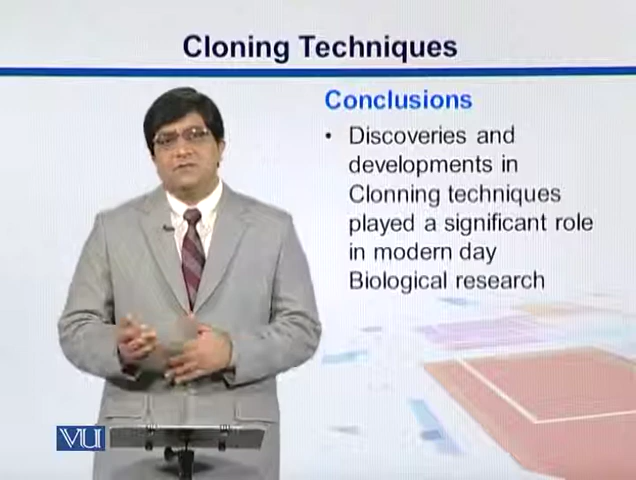 Cloning Techniques
Conclusions
• Discoveries and
developments in
Clonning techniques
played a significant role
in modern day
Biological research
VU